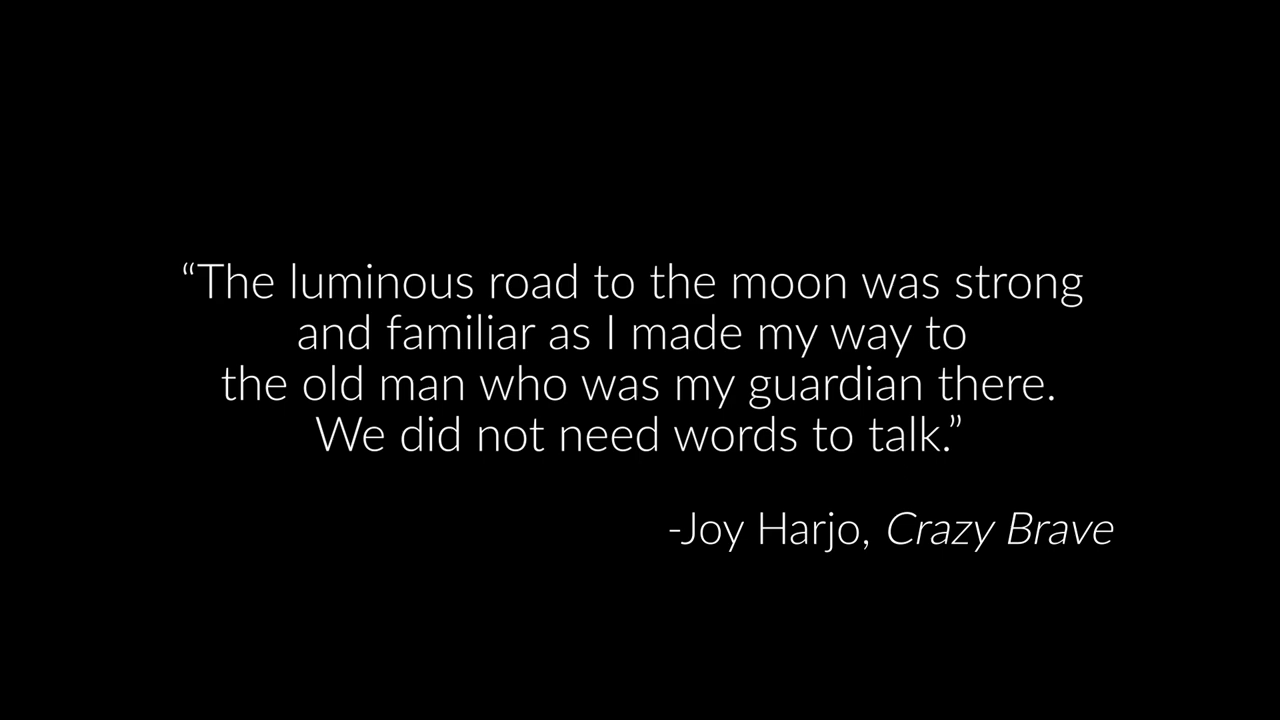 “The luminous road to the moon was strong
and familiar as I made my way to
the old man who was my guardian there.
We did not need words to talk.”
-Joy Harjo, Crazy Brave